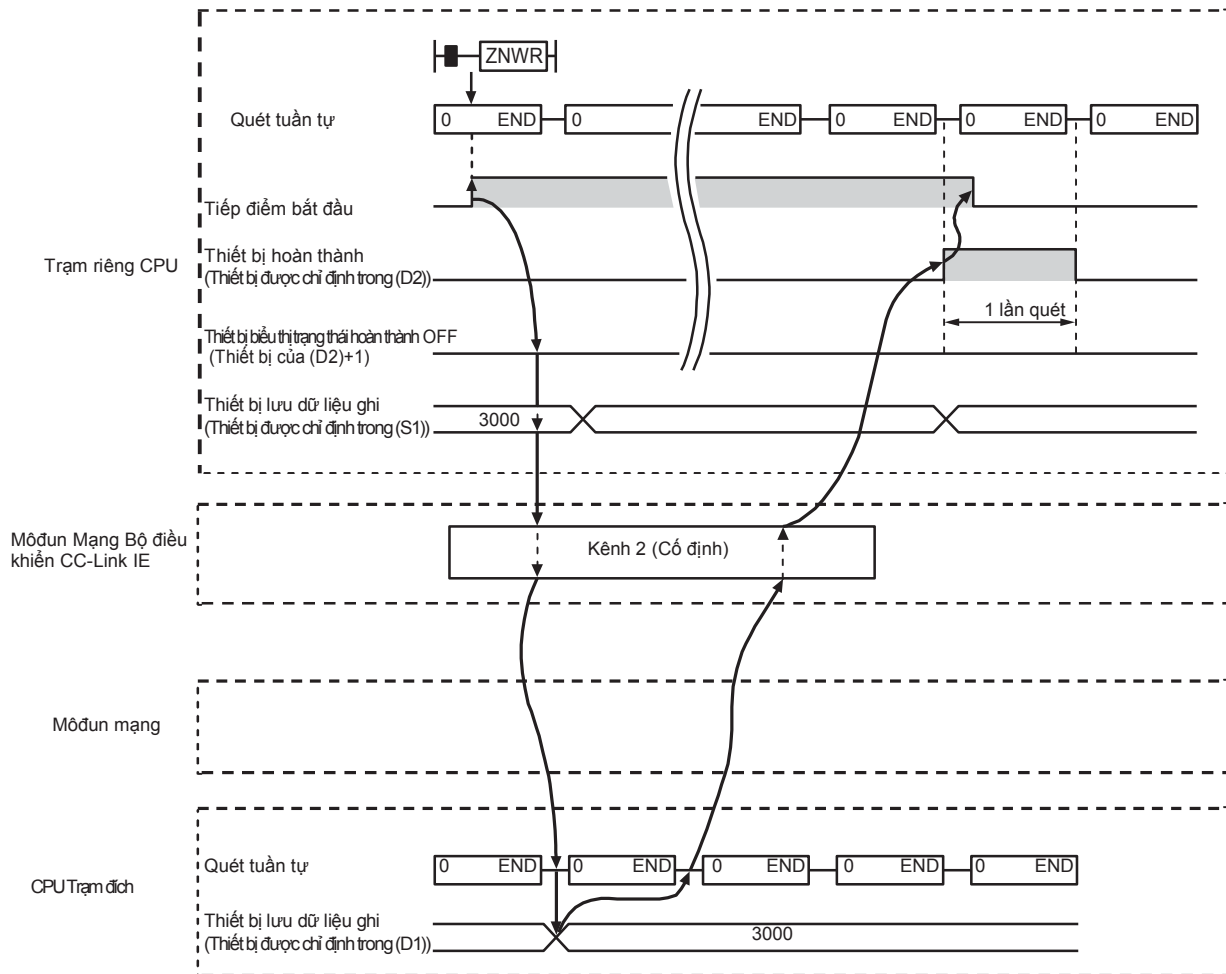 ZNWR
Quét tuần tự
0 END 0 END 0 END 0 END 0 END
Tiếp điểm bắt đầu
Trạm riêng CPU
Thiết bị hoàn thành
(Thiết bị được chỉ định trong (D2))
1 lần quét
Thiết bị biểu thị trạng thái hoàn thành OFF
(Thiết bị của (D2)+1)
Thiết bị lưu dữ liệu ghi
(Thiết bị được chỉ định trong (S1))
3000
Môđun Mạng Bộ điều
khiển CC-Link IE
Kênh 2 (Cố định)
Môđun mạng
CPU Trạm đích
Quét tuần tự
0 END 0 END 0 END 0 END 0 END
Thiết bị lưu dữ liệu ghi
(Thiết bị được chỉ định trong (D1))
3000